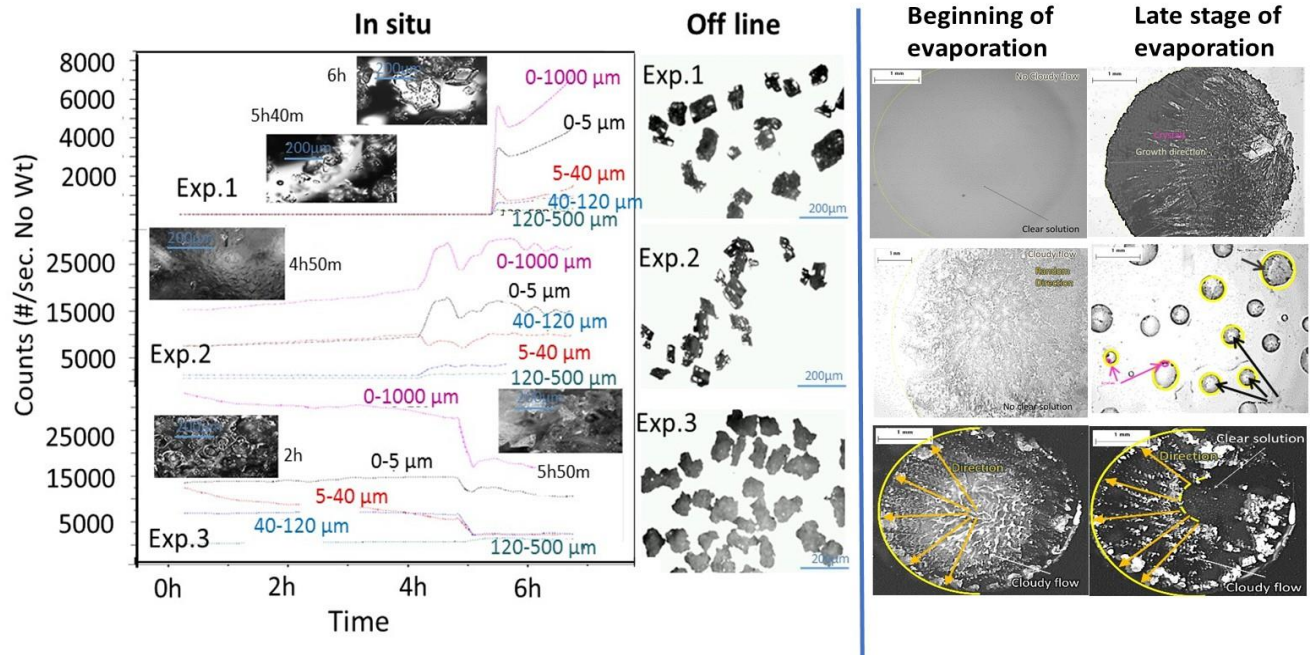 In situ
Off line
Beginning of
evaporation
Late stage of
evaporation
Counts (#/sec. No Wt)
8000
6000
4000
2000
25000
15000
5000
25000
15000
5000
6h
200μm
5h40m
200μm
Exp.1
0-1000 μm
0-5 μm
5-40 μm
40-120 μm
120-500 μm
200μm
4h50m
Exp.2
0-1000 μm
0-5 μm
40-120 μm
5-40 μm
120-500 μm
0-1000 μm
200μm
5h50m
200μm
2h
0-5 μm
5-40 μm
40-120 μm
Exp.3
120-500 μm
0h
2h
4h
6h
Time
Exp.1
200μm
Exp.2
200μm
Exp.3
200μm
1 mm
No Cloudy flow
Clear solution
1 mm
Growth direction
1 mm
Cloudy flow
Random
Direction
No clear solution
1 mm
1 mm
Direction
Cloudy flow
1 mm
Clear solution
Cloudy flow